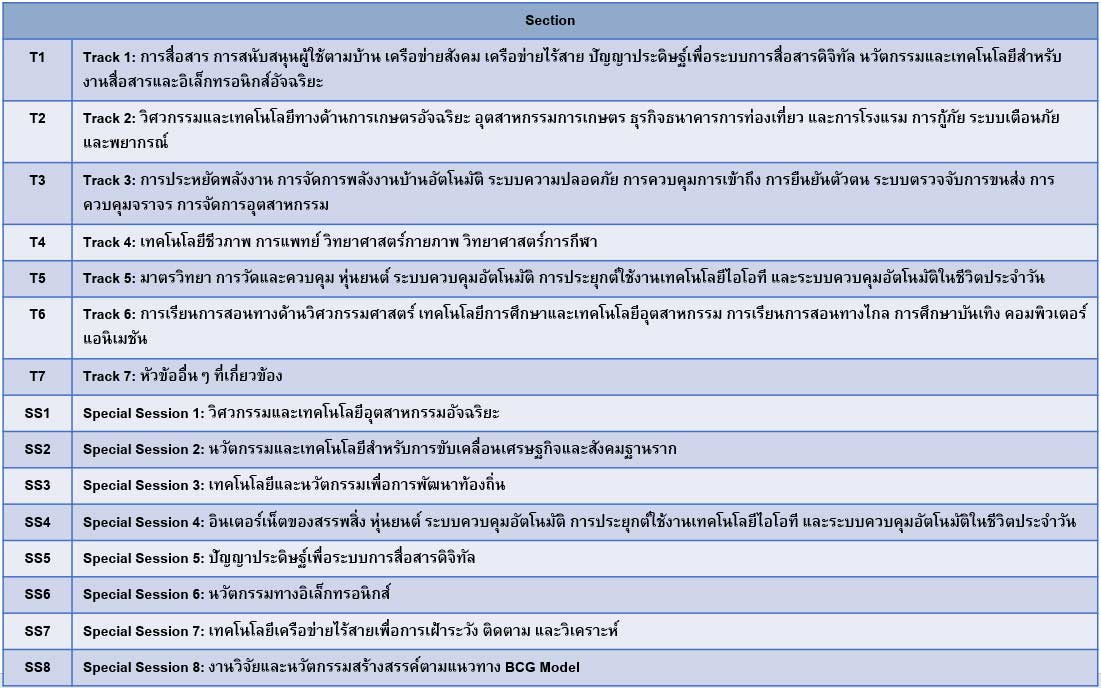 Section
T1 Track 1: การสื่อสาร การสนับสนุนผู้ใช้ตามบ้าน เครือข่ายสังคม เครือข่ายไร้สาย ปัญญาประดิษฐ์เพื่อระบบการสื่อสารดิจิทัล นวัตกรรมและเทคโนโลยีสำหรับ
งานสื่อสารและอิเล็กทรอนิกส์อัจฉริยะ
T2 Track 2: วิศวกรรมและเทคโนโลยีทางด้านการเกษตรอัจฉริยะ อุตสาหกรรมการเกษตร ธุรกิจธนาคารการท่องเที่ยว และการโรงแรม การกู้ภัย ระบบเตือนภัย
และพยากรณ์
T3 Track 3: การประหยัดพลังงาน การจัดการพลังงานบ้านอัตโนมัติ ระบบความปลอดภัย การควบคุมการเข้าถึง การยืนยันตัวตน ระบบตรวจจับการขนส่ง การ
ควบคุมจราจร การจัดการอุตสาหกรรม
T4 Track 4: เทคโนโลยีชีวภาพ การแพทย์ วิทยาศาสตร์กายภาพ วิทยาศาสตร์การกีฬา
T5 Track 5: มาตรวิทยา การวัดและควบคุม หุ่นยนต์ ระบบควบคุมอัตโนมัติ การประยุกต์ใช้งานเทคโนโลยีไอโอที และระบบควบคุมอัตโนมัติในชีวิตประจำวัน
T6 Track 6: การเรียนการสอนทางด้านวิศวกรรมศาสตร์ เทคโนโลยีการศึกษาและเทคโนโลยีอุตสาหกรรม การเรียนการสอนทางไกล การศึกษาบันเทิง คอมพิวเตอร์
แอนิเมชัน
T7 Track 7: หัวข้ออื่น ๆ ที่เกี่ยวข้อง
SS1 Special Session 1: วิศวกรรมและเทคโนโลยีอุตสาหกรรมอัจฉริยะ
SS2 Special Session 2: นวัตกรรมและเทคโนโลยีสำหรับการขับเคลื่อนเศรษฐกิจและสังคมฐานราก
SS3 Special Session 3: เทคโนโลยีและนวัตกรรมเพื่อการพัฒนาท้องถิ่น
SS4 Special Session 4: อินเตอร์เน็ตของสรรพสิ่ง หุ่นยนต์ ระบบควบคุมอัตโนมัติ การประยุกต์ใช้งานเทคโนโลยีไอโอที และระบบควบคุมอัตโนมัติในชีวิตประจำวัน
SS5 Special Session 5: ปัญญาประดิษฐ์เพื่อระบบการสื่อสารดิจิทัล
SS6 Special Session 6: นวัตกรรมทางอิเล็กทรอนิกส์
SS7 Special Session 7: เทคโนโลยีเครือข่ายไร้สายเพื่อการเฝ้าระวัง ติดตาม และวิเคราะห์
SS8 Special Session 8: งานวิจัยและนวัตกรรมสร้างสรรค์ตามแนวทาง BCG Model